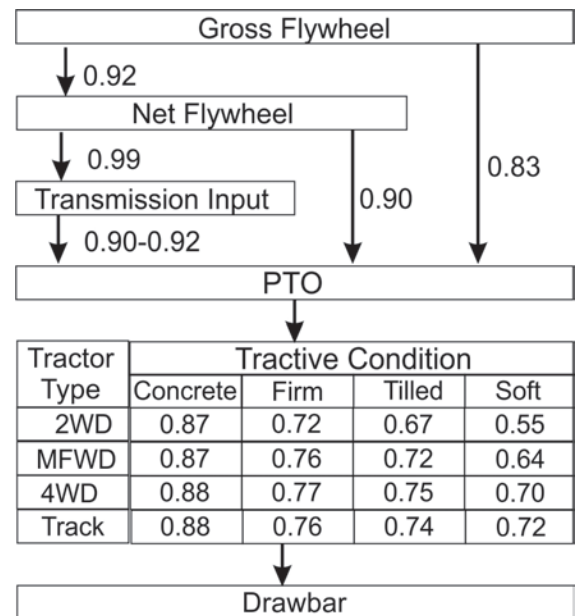 Gross Flywheel
0.92
Net Flywheel
0.99
0.83
Transmission Input
0.90
0.90-0.92
PTO
Tractor Type Tractive Condition
Concrete Firm Tilled Soft
2WD 0.87 0.72 0.67 0.55
MFWD 0.87 0.76 0.72 0.64
4WD 0.88 0.77 0.75 0.70
Track 0.88 0.76 0.74 0.72
Drawbar